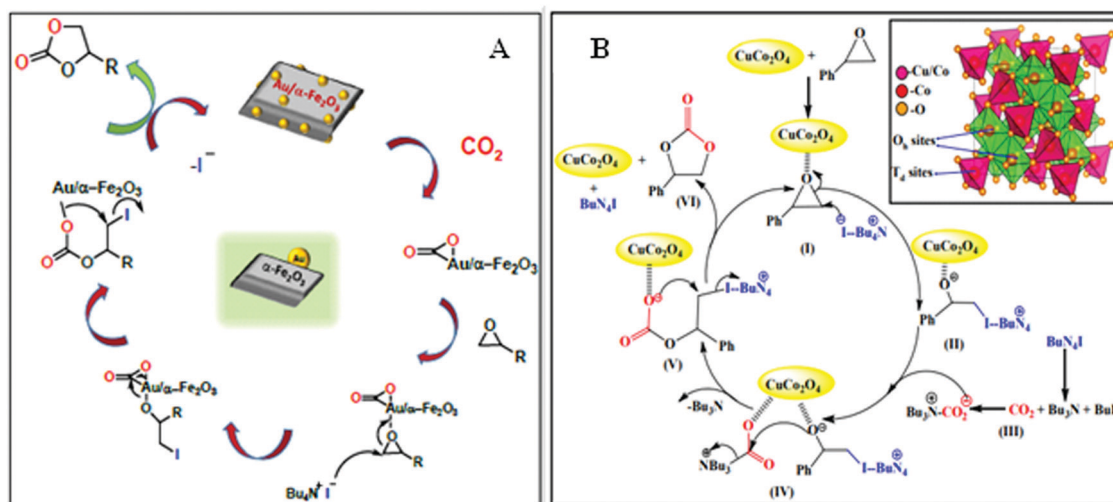 A
O
O
O
R
Au/α-Fe₂O₃
-I⁻
CO₂
Au/α–Fe₂O₃
I
O
O
O
R
Au
α-Fe₂O₃
O
O
Au/α–Fe₂O₃
O
R
O
O
Au/α–Fe₂O₃
O
R
I
O
O
Au/α–Fe₂O₃
O
R
Bu₄N⁺ I⁻
B
CuCo₂O₄ +
O
Ph
-Cu/Co
-Co
-O
Oh sites
Td sites
CuCo₂O₄
+
BuN₄I
+
O
O
O
Ph
(VI)
CuCo₂O₄
O
Ph
⊖ ⊕
I--Bu₄N
(I)
CuCo₂O₄
O⊖
Ph
⊕
I--BuN₄
(II)
BuN₄I
CuCo₂O₄
O⊖
O
O
Ph
⊕
I--BuN₄
(V)
⊕ ⊖
Bu₃N-CO₂
CO₂ + Bu₃N + BuI
(III)
-Bu₃N
CuCo₂O₄
O
O
⊕
NBu₃
O⊖
Ph
⊕
I--BuN₄
(IV)